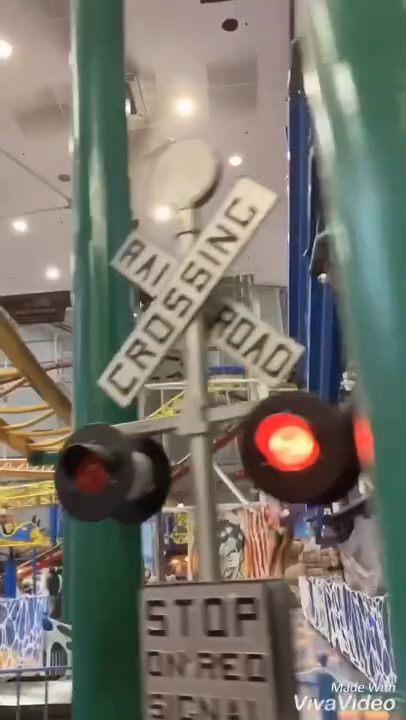 RAIL
ROAD
CROSSING
STOP
ON RED
SIGNAL
Made With
VivaVideo